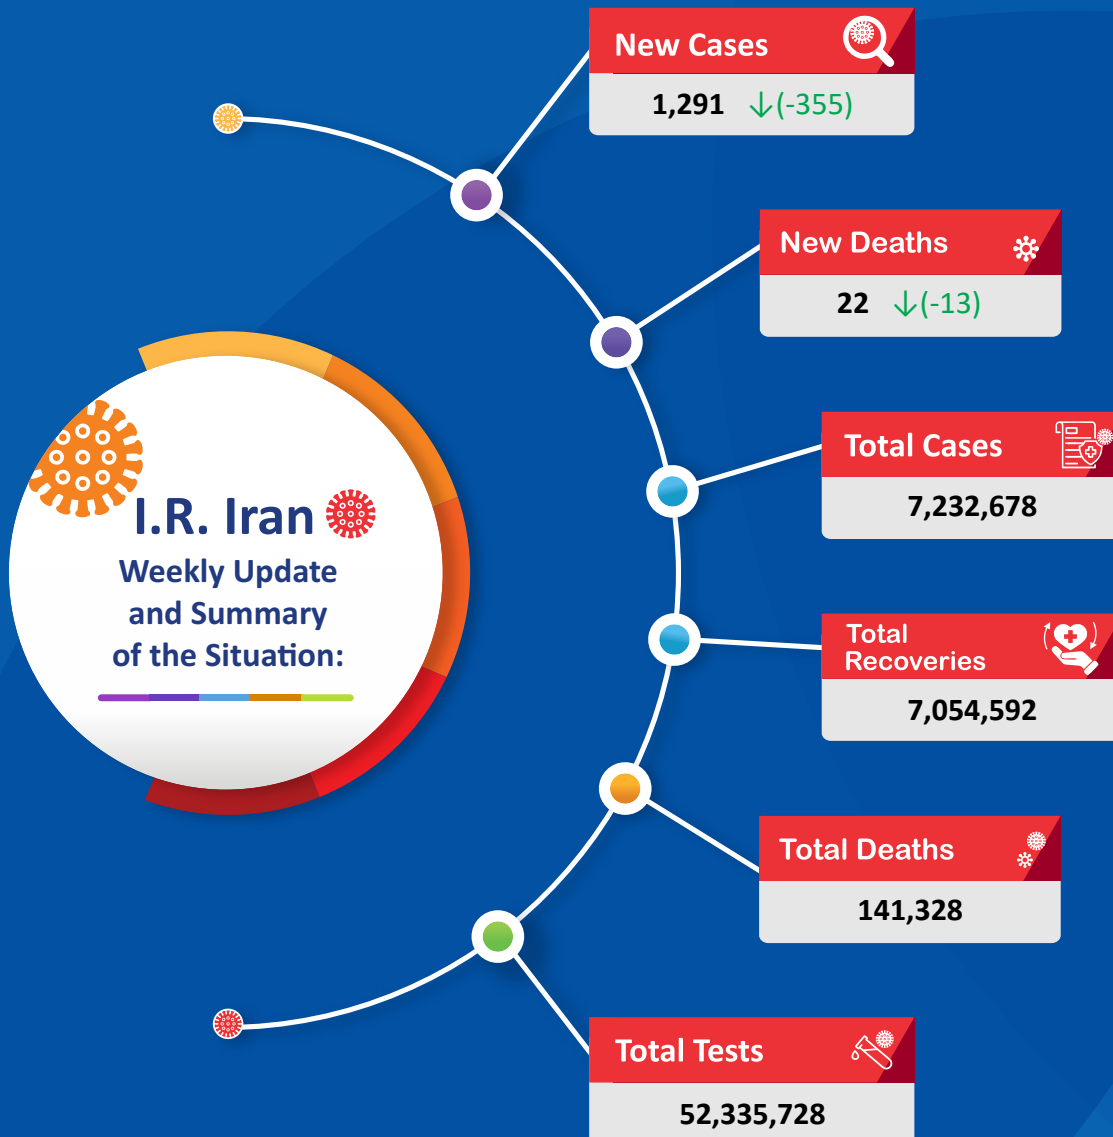 New Cases
1,291 ↓(-355)
New Deaths
22 ↓(-13)
Total Cases
7,232,678
I.R. Iran
Weekly Update
and Summary
of the Situation:
Total
Recoveries
7,054,592
Total Deaths
141,328
Total Tests
52,335,728